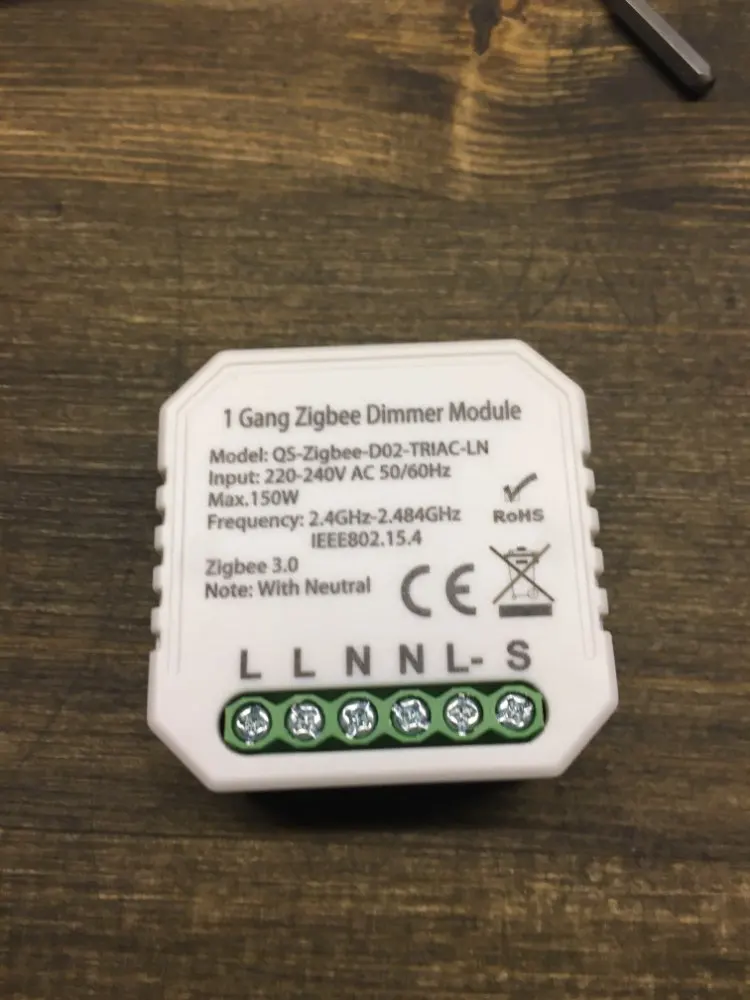 1 Gang Zigbee Dimmer Module
Model: QS-Zigbee-D02-TRIAC-LN
Input: 220-240V AC 50/60Hz
Max.150W
Frequency: 2.4GHz-2.484GHz
IEEE802.15.4
Zigbee 3.0
Note: With Neutral
RoHS
CE
L L N N L- S